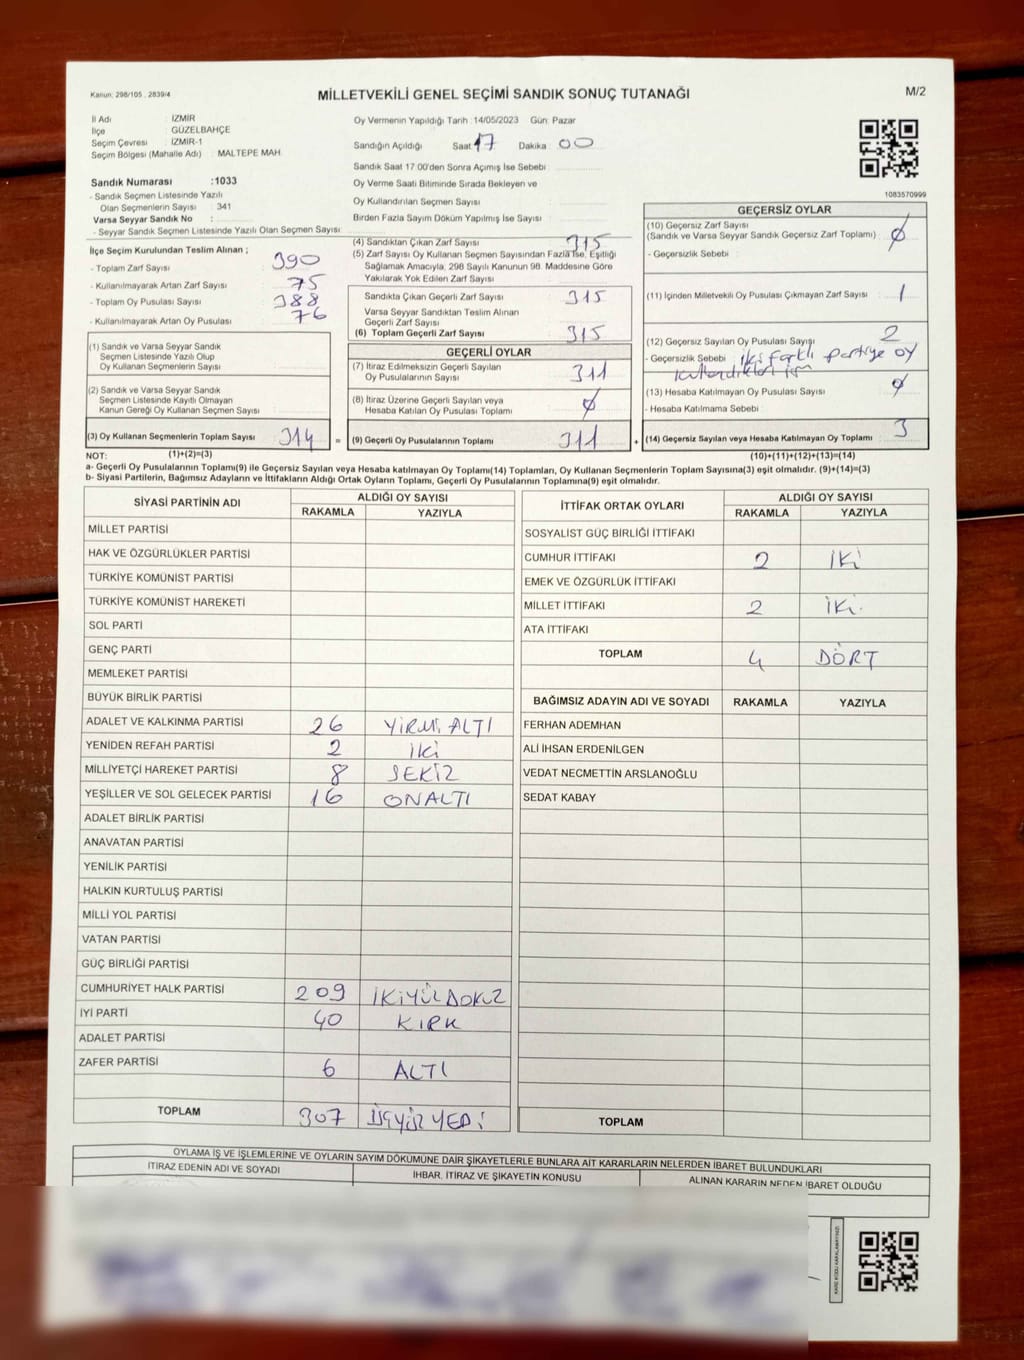 Kanun: 298/105 , 2839/4
MİLLETVEKİLİ GENEL SEÇİMİ SANDIK SONUÇ TUTANAĞI
M/2
İl Adı : İZMİR
İlçe : GÜZELBAHÇE
Seçim Çevresi : İZMİR-1
Seçim Bölgesi (Mahalle Adı) : MALTEPE MAH.
Sandık Numarası :1033
- Sandık Seçmen Listesinde Yazılı
Olan Seçmenlerin Sayısı : 341
Varsa Seyyar Sandık No :
- Seyyar Sandık Seçmen Listesinde Yazılı Olan Seçmen Sayısı:
Oy Vermenin Yapıldığı Tarih :14/05/2023 Gün: Pazar
Sandığın Açıldığı Saat 17 Dakika 00
Sandık Saat 17 00'den Sonra Açımış İse Sebebi :
Oy Verme Saati Bitiminde Sırada Bekleyen ve
Oy Kullandırılan Seçmen Sayısı :
Birden Fazla Sayım Döküm Yapılmış İse Sayısı :
1083570999
İlçe Seçim Kurulundan Teslim Alınan ;
- Toplam Zarf Sayısı : 390
- Kullanılmayarak Artan Zarf Sayısı : 75
- Toplam Oy Pusulası Sayısı : 388
- Kullanılmayarak Artan Oy Pusulası : 76
(1) Sandık ve Varsa Seyyar Sandık
Seçmen Listesinde Yazılı Olup
Oy Kullanan Seçmenlerin Sayısı :
(2) Sandık ve Varsa Seyyar Sandık
Seçmen Listesinde Kayıtlı Olmayan
Kanun Gereği Oy Kullanan Seçmen Sayısı :
(3) Oy Kullanan Seçmenlerin Toplam Sayısı : 314 =
(4) Sandıktan Çıkan Zarf Sayısı : 315
(5) Zarf Sayısı Oy Kullanan Seçmen Sayısından Fazla İse, Eşitliği
Sağlamak Amacıyla, 298 Sayılı Kanunun 98. Maddesine Göre
Yakılarak Yok Edilen Zarf Sayısı :
Sandıkta Çıkan Geçerli Zarf Sayısı : 315
Varsa Seyyar Sandıktan Teslim Alınan
Geçerli Zarf Sayısı :
(6) Toplam Geçerli Zarf Sayısı : 315
GEÇERLİ OYLAR
(7) İtiraz Edilmeksizin Geçerli Sayılan
Oy Pusulalarının Sayısı : 311
(8) İtiraz Üzerine Geçerli Sayılan veya
Hesaba Katılan Oy Pusulası Toplamı : Ø
(9) Geçerli Oy Pusulalarının Toplamı : 311 +
GEÇERSİZ OYLAR
(10) Geçersiz Zarf Sayısı
(Sandık ve Varsa Seyyar Sandık Geçersiz Zarf Toplamı) : Ø
- Geçersizlik Sebebi :
(11) İçinden Milletvekili Oy Pusulası Çıkmayan Zarf Sayısı : 1
(12) Geçersiz Sayılan Oy Pusulası Sayısı : 2
- Geçersizlik Sebebi : iki farklı partiye oy
kullandıkları için
(13) Hesaba Katılmayan Oy Pusulası Sayısı : Ø
- Hesaba Katılmama Sebebi :
(14) Geçersiz Sayılan veya Hesaba Katılmayan Oy Toplamı : 3
NOT: (1)+(2)=(3)
(10)+(11)+(12)+(13)=(14)
a- Geçerli Oy Pusulalarının Toplamı(9) ile Geçersiz Sayılan veya Hesaba katılmayan Oy Toplamı(14) Toplamları, Oy Kullanan Seçmenlerin Toplam Sayısına(3) eşit olmalıdır. (9)+(14)=(3)
b- Siyasi Partilerin, Bağımsız Adayların ve İttifakların Aldığı Ortak Oyların Toplamı, Geçerli Oy Pusulalarının Toplamına(9) eşit olmalıdır.
SİYASİ PARTİNİN ADI ALDIĞI OY SAYISI
RAKAMLA YAZIYLA
MİLLET PARTİSİ
HAK VE ÖZGÜRLÜKLER PARTİSİ
TÜRKİYE KOMÜNİST PARTİSİ
TÜRKİYE KOMÜNİST HAREKETİ
SOL PARTİ
GENÇ PARTİ
MEMLEKET PARTİSİ
BÜYÜK BİRLİK PARTİSİ
ADALET VE KALKINMA PARTİSİ 26 YİRMİ ALTI
YENİDEN REFAH PARTİSİ 2 İKİ
MİLLİYETÇİ HAREKET PARTİSİ 8 SEKİZ
YEŞİLLER VE SOL GELECEK PARTİSİ 16 ONALTI
ADALET BİRLİK PARTİSİ
ANAVATAN PARTİSİ
YENİLİK PARTİSİ
HALKIN KURTULUŞ PARTİSİ
MİLLİ YOL PARTİSİ
VATAN PARTİSİ
GÜÇ BİRLİĞİ PARTİSİ
CUMHURİYET HALK PARTİSİ 209 İKİYÜZ DOKUZ
İYİ PARTİ 40 KIRK
ADALET PARTİSİ
ZAFER PARTİSİ 6 ALTI
TOPLAM 307 ÜÇYÜZ YEDİ
İTTİFAK ORTAK OYLARI ALDIĞI OY SAYISI
RAKAMLA YAZIYLA
SOSYALİST GÜÇ BİRLİĞİ İTTİFAKI
CUMHUR İTTİFAKI 2 İKİ
EMEK VE ÖZGÜRLÜK İTTİFAKI
MİLLET İTTİFAKI 2 İKİ.
ATA İTTİFAKI
TOPLAM 4 DÖRT
BAĞIMSIZ ADAYIN ADI VE SOYADI RAKAMLA YAZIYLA
FERHAN ADEMHAN
ALİ İHSAN ERDENİLGEN
VEDAT NECMETTİN ARSLANOĞLU
SEDAT KABAY
TOPLAM
OYLAMA İŞ VE İŞLEMLERİNE VE OYLARIN SAYIM DÖKÜMÜNE DAİR ŞİKAYETLERLE BUNLARA AİT KARARLARIN NELERDEN İBARET BULUNDUKLARI
İTİRAZ EDENİN ADI VE SOYADI İHBAR, İTİRAZ VE ŞİKAYETİN KONUSU ALINAN KARARIN NEDEN İBARET OLDUĞU
KARE KODU KARALAMAYINIZ!